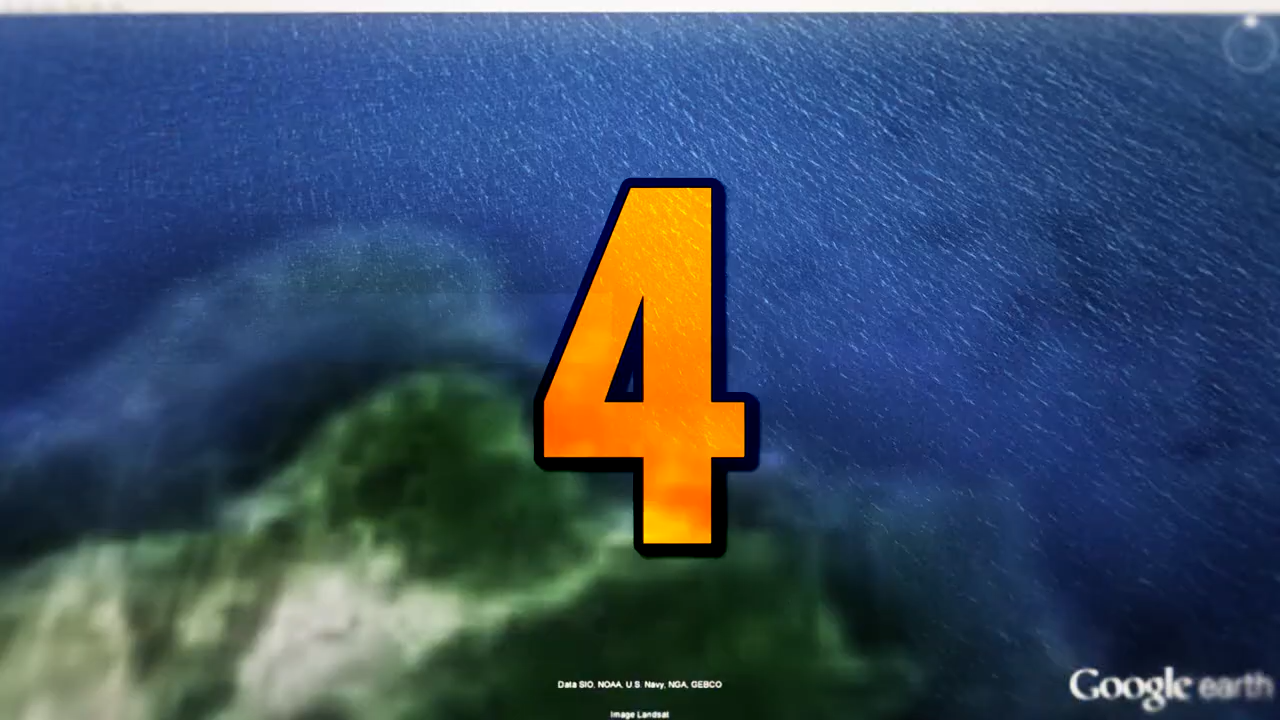 4
Data SIO, NOAA, U.S. Navy, NGA, GEBCO
Image Landsat
Google earth